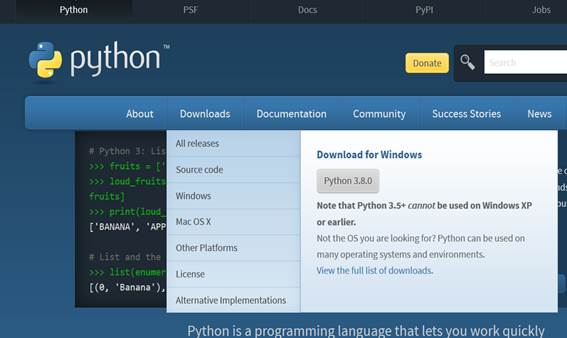 Python
PSF
Docs
PyPI
Jobs
python™
Donate
Search
About
Downloads
Documentation
Community
Success Stories
News
# Python 3: Lis
>>> fruits = ['
>>> loud_fruits
fruits]
>>> print(loud_
['BANANA', 'APP
# List and the
>>> list(enumer
[(0, 'Banana'),
All releases
Source code
Windows
Mac OS X
Other Platforms
License
Alternative Implementations
Download for Windows
Python 3.8.0
Note that Python 3.5+ cannot be used on Windows XP
or earlier.
Not the OS you are looking for? Python can be used on
many operating systems and environments.
View the full list of downloads.
Python is a programming language that lets you work quickly